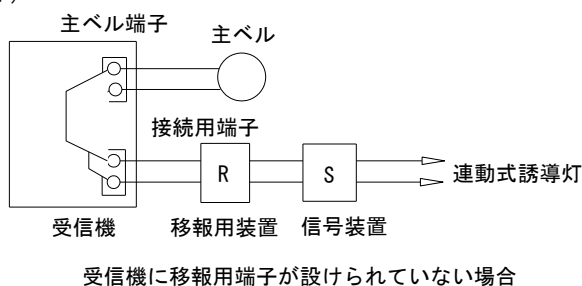 主ベル端子
主ベル
接続用端子
R
S
連動式誘導灯
受信機
移報用装置
信号装置
受信機に移報用端子が設けられていない場合